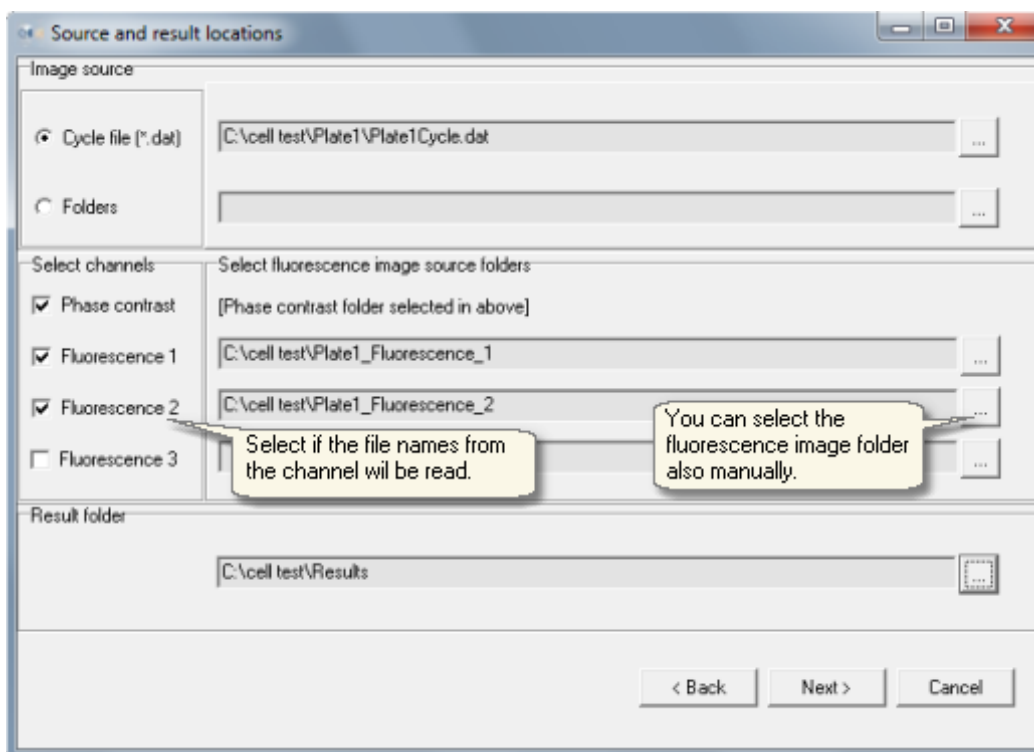 Source and result locations
Image source
Cycle file (*.dat) C:\cell test\Plate1\Plate1Cycle.dat ...
Folders ...
Select channels Select fluorescence image source folders
Phase contrast [Phase contrast folder selected in above]
Fluorescence 1 C:\cell test\Plate1_Fluorescence_1 ...
Fluorescence 2 C:\cell test\Plate1_Fluorescence_2 ...
Select if the file names from
the channel wil be read.
You can select the
fluorescence image folder
also manually.
Fluorescence 3 ...
Result folder
C:\cell test\Results ...
< Back Next > Cancel